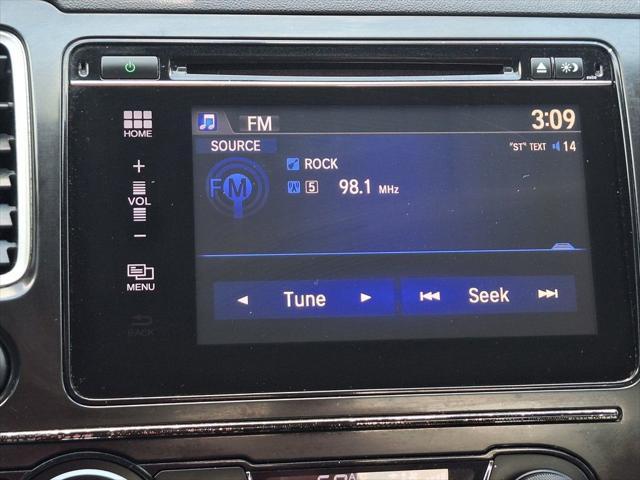 HOME
+
VOL
−
MENU
BACK
FM
3:09
SOURCE
"ST" TEXT 14
ROCK
FM
5 98.1 MHz
◄ Tune ►
Seek